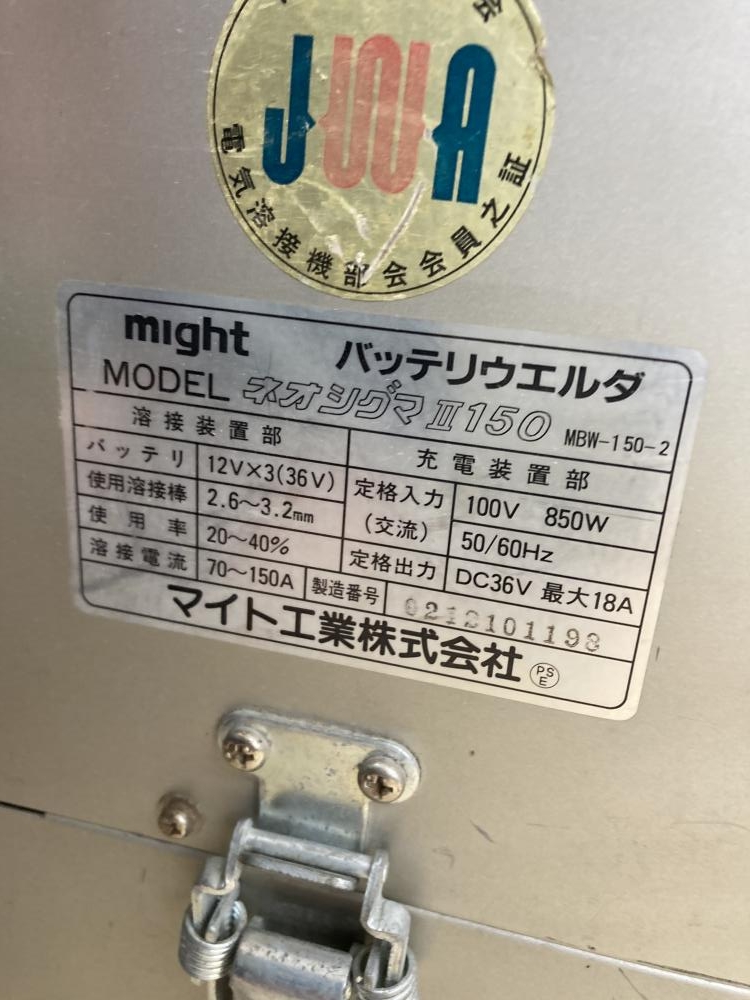 会
JWA
電気溶接機部会会員之証
might バッテリウエルダ
MODEL ネオシグマⅡ150 MBW-150-2
溶接装置部
バッテリ 12V×3(36V)
使用溶接棒 2.6〜3.2mm
使用率 20〜40%
溶接電流 70〜150A
充電装置部
定格入力(交流) 100V 850W
50/60Hz
定格出力 DC36V 最大18A
製造番号
マイト工業株式会社
PS
E